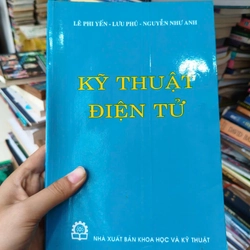 LÊ PHI YẾN - LƯU PHÚ - NGUYỄN NHƯ ANH
KỸ THUẬT
ĐIỆN TỬ
NHÀ XUẤT BẢN KHOA HỌC VÀ KỸ THUẬT